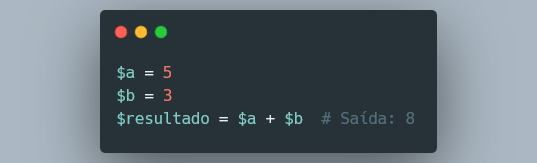 $a = 5
$b = 3
$resultado = $a + $b  # Saída: 8